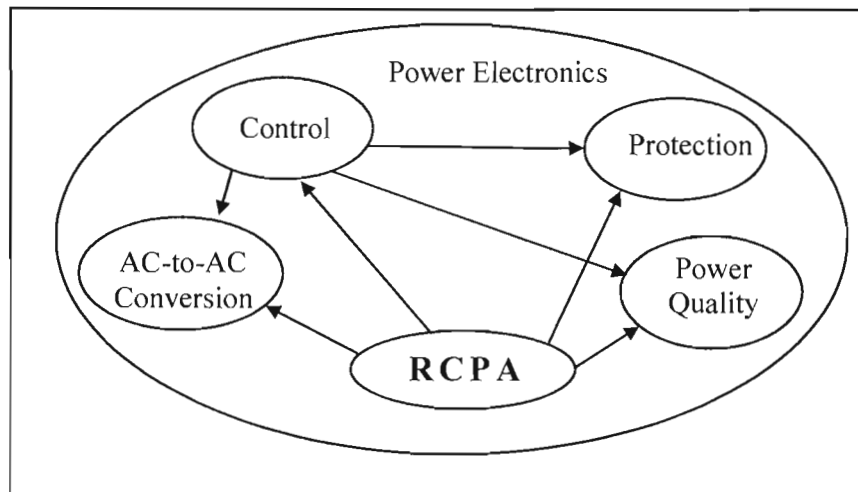 Power Electronics
Control
Protection
AC-to-AC
Conversion
Power
Quality
RCPA